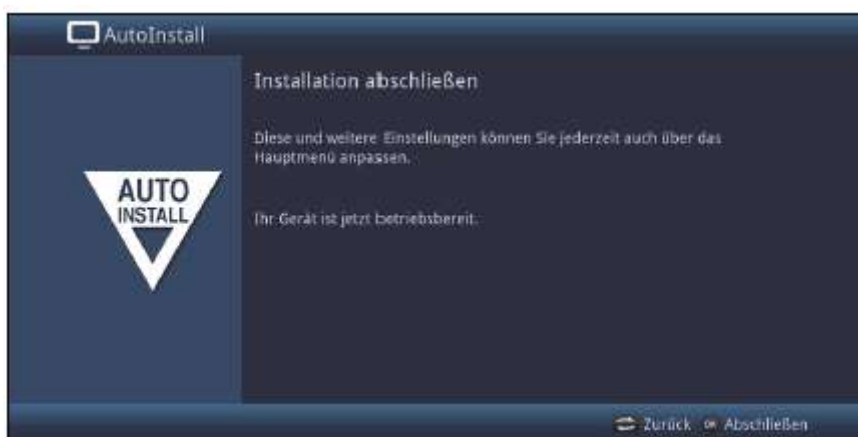 AutoInstall
Installation abschließen
Diese und weitere Einstellungen können Sie jederzeit auch über das
Hauptmenü anpassen.
AUTO
INSTALL
Ihr Gerät ist jetzt betriebsbereit.
Zurück OK Abschließen